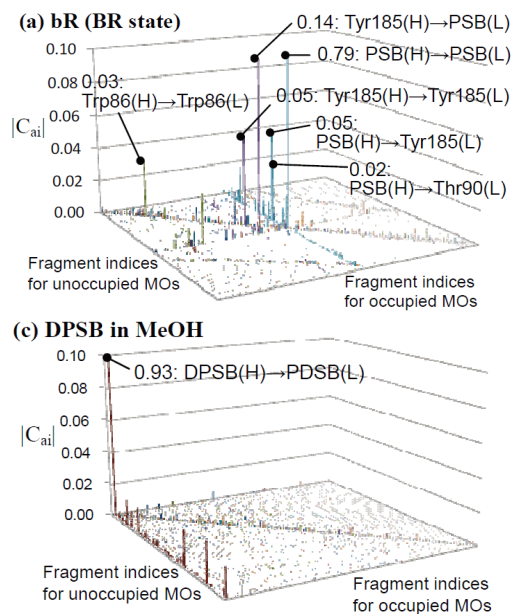 (a) bR (BR state)
0.14: Tyr185(H)→PSB(L)
0.79: PSB(H)→PSB(L)
0.03:
Trp86(H)→Trp86(L)
0.05: Tyr185(H)→Tyr185(L)
0.05:
PSB(H)→Tyr185(L)
0.02:
PSB(H)→Thr90(L)
|Cai|
0.10
0.08
0.06
0.04
0.02
0.00
Fragment indices
for unoccupied MOs
Fragment indices
for occupied MOs
(c) DPSB in MeOH
0.93: DPSB(H)→PDSB(L)
|Cai|
0.10
0.08
0.06
0.04
0.02
0.00
Fragment indices
for unoccupied MOs
Fragment indices
for occupied MOs